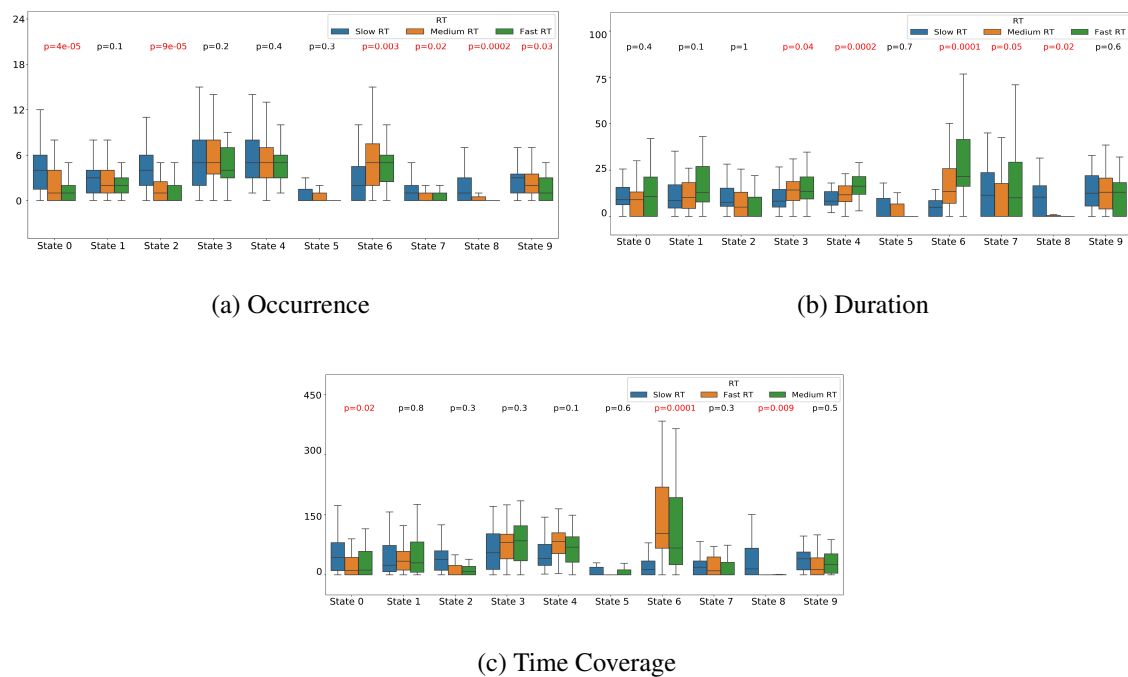 RT
Slow RT Medium RT Fast RT
24
p=4e-05 p=0.1 p=9e-05 p=0.2 p=0.4 p=0.3 p=0.003 p=0.02 p=0.0002 p=0.03
18
12
6
0
State 0 State 1 State 2 State 3 State 4 State 5 State 6 State 7 State 8 State 9
(a) Occurrence
RT
Slow RT Medium RT Fast RT
100
p=0.4 p=0.1 p=1 p=0.04 p=0.0002 p=0.7 p=0.0001 p=0.05 p=0.02 p=0.6
75
50
25
0
State 0 State 1 State 2 State 3 State 4 State 5 State 6 State 7 State 8 State 9
(b) Duration
RT
Slow RT Fast RT Medium RT
450
p=0.02 p=0.8 p=0.3 p=0.3 p=0.1 p=0.6 p=0.0001 p=0.3 p=0.009 p=0.5
300
150
0
State 0 State 1 State 2 State 3 State 4 State 5 State 6 State 7 State 8 State 9
(c) Time Coverage